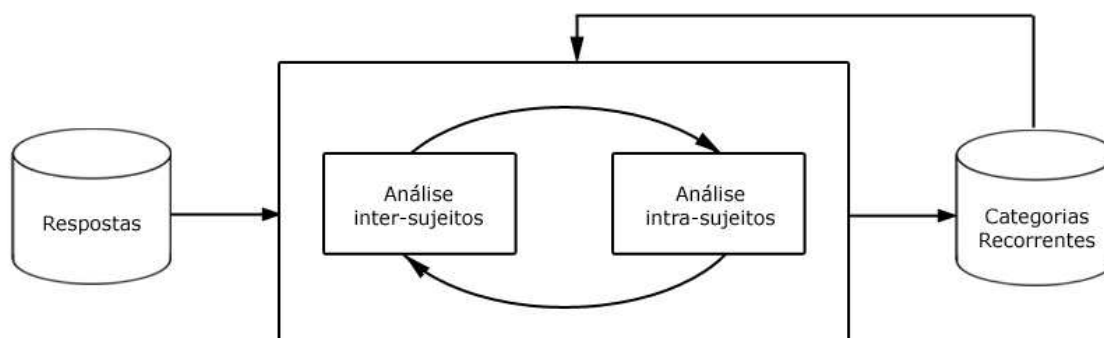 Respostas
Análise
inter-sujeitos
Análise
intra-sujeitos
Categorias
Recorrentes